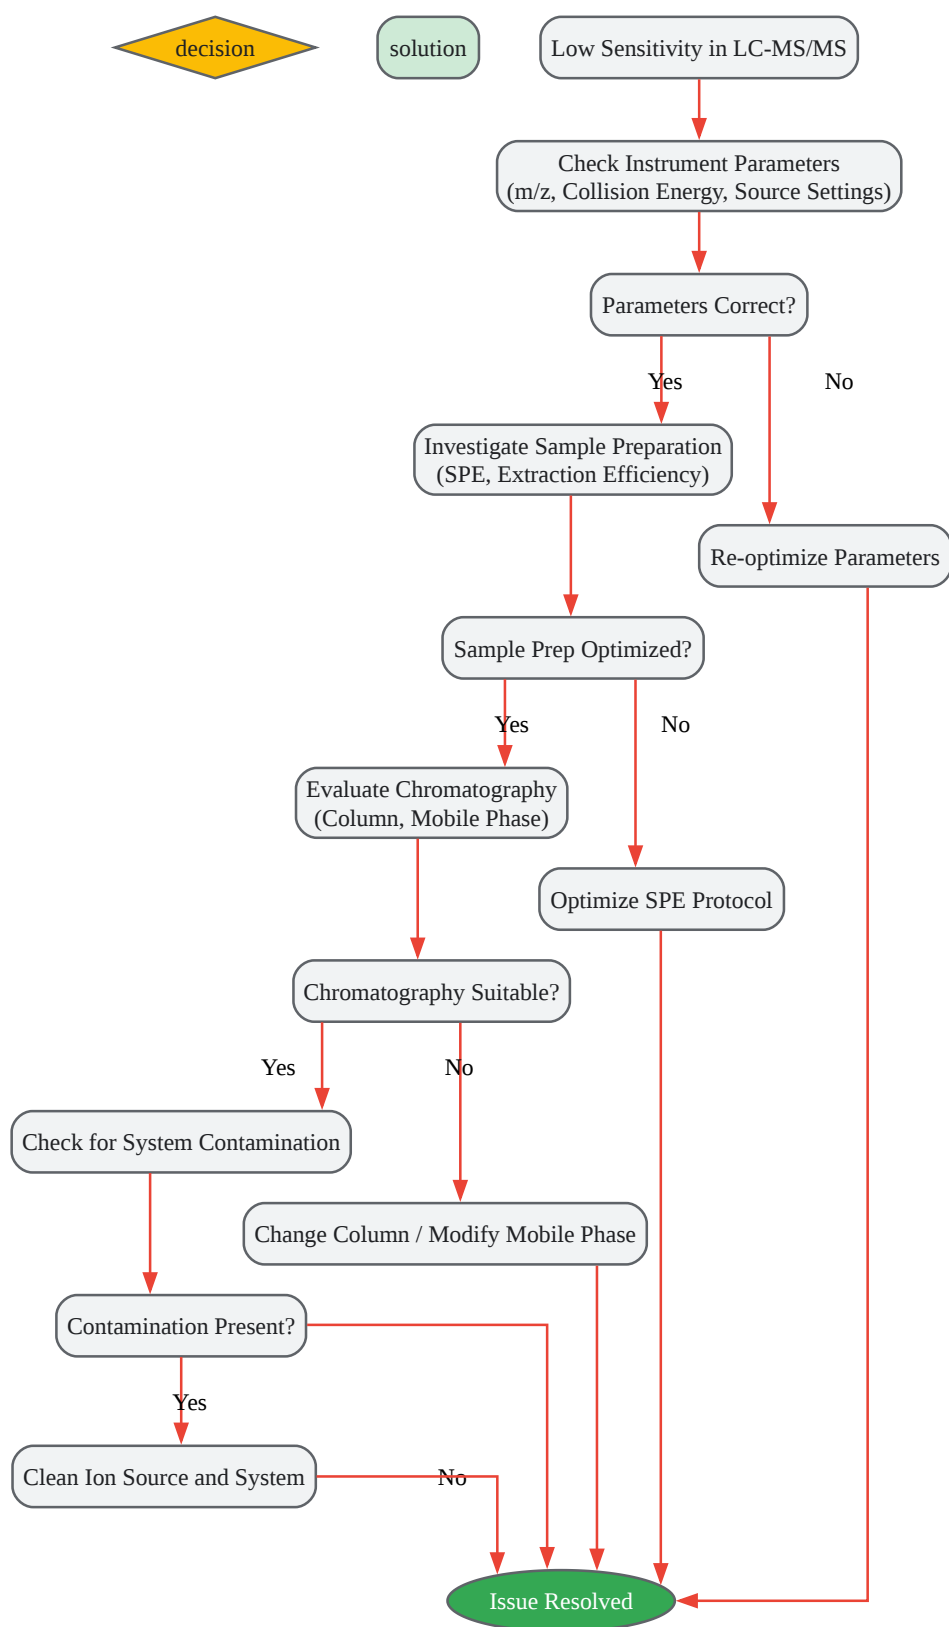 decision
solution
Low Sensitivity in LC-MS/MS
Check Instrument Parameters
(m/z, Collision Energy, Source Settings)
Parameters Correct?
Yes
No
Investigate Sample Preparation
(SPE, Extraction Efficiency)
Re-optimize Parameters
Sample Prep Optimized?
Yes
No
Evaluate Chromatography
(Column, Mobile Phase)
Optimize SPE Protocol
Chromatography Suitable?
Yes
No
Check for System Contamination
Change Column / Modify Mobile Phase
Contamination Present?
Yes
Clean Ion Source and System
No
Issue Resolved